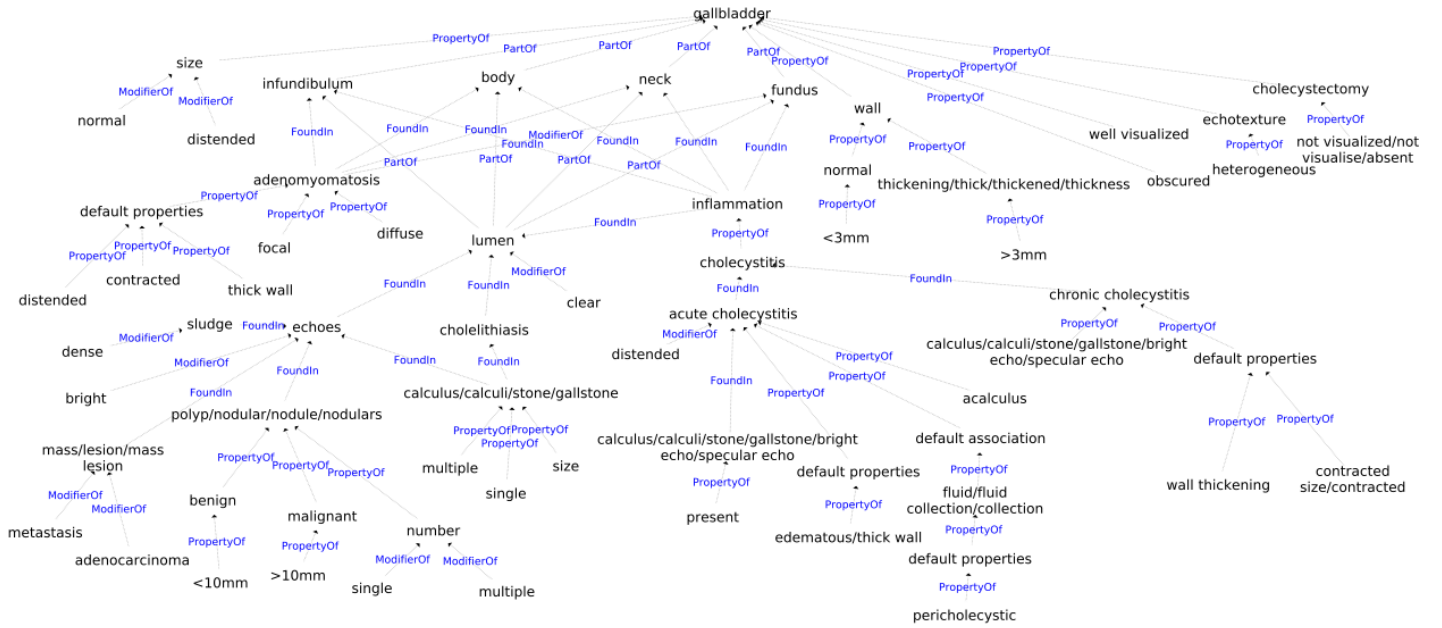 gallbladder
PropertyOf
PartOf
PartOf
PartOf
PartOf
PropertyOf
PropertyOf
PropertyOf
PropertyOf
PropertyOf
size
infundibulum
body
neck
fundus
wall
cholecystectomy
ModifierOf
ModifierOf
normal
distended
FoundIn
FoundIn
FoundIn
FoundIn
ModifierOf
FoundIn
FoundIn
FoundIn
PropertyOf
PropertyOf
well visualized
echotexture
PropertyOf
PropertyOf
not visualized/not
visualise/absent
heterogeneous
obscured
PartOf
PartOf
PartOf
PartOf
adenomyomatosis
normal
thickening/thick/thickened/thickness
PropertyOf
PropertyOf
PropertyOf
default properties
focal
diffuse
inflammation
FoundIn
PropertyOf
PropertyOf
PropertyOf
<3mm
>3mm
PropertyOf
PropertyOf
PropertyOf
distended
contracted
thick wall
lumen
FoundIn
FoundIn
ModifierOf
clear
cholecystitis
FoundIn
FoundIn
acute cholecystitis
chronic cholecystitis
sludge
FoundIn
echoes
cholelithiasis
ModifierOf
dense
ModifierOf
bright
FoundIn
FoundIn
FoundIn
FoundIn
ModifierOf
distended
PropertyOf
PropertyOf
calculus/calculi/stone/gallstone/bright
echo/specular echo
default properties
polyp/nodular/nodule/nodulars
calculus/calculi/stone/gallstone
FoundIn
PropertyOf
PropertyOf
PropertyOf
acalculus
mass/lesion/mass
lesion
PropertyOf
PropertyOf
PropertyOf
PropertyOf
PropertyOf
PropertyOf
multiple
single
size
calculus/calculi/stone/gallstone/bright
echo/specular echo
default properties
default association
PropertyOf
PropertyOf
wall thickening
contracted
size/contracted
ModifierOf
ModifierOf
metastasis
adenocarcinoma
benign
malignant
number
PropertyOf
present
PropertyOf
edematous/thick wall
PropertyOf
fluid/fluid
collection/collection
PropertyOf
PropertyOf
PropertyOf
ModifierOf
ModifierOf
<10mm
>10mm
single
multiple
default properties
PropertyOf
pericholecystic